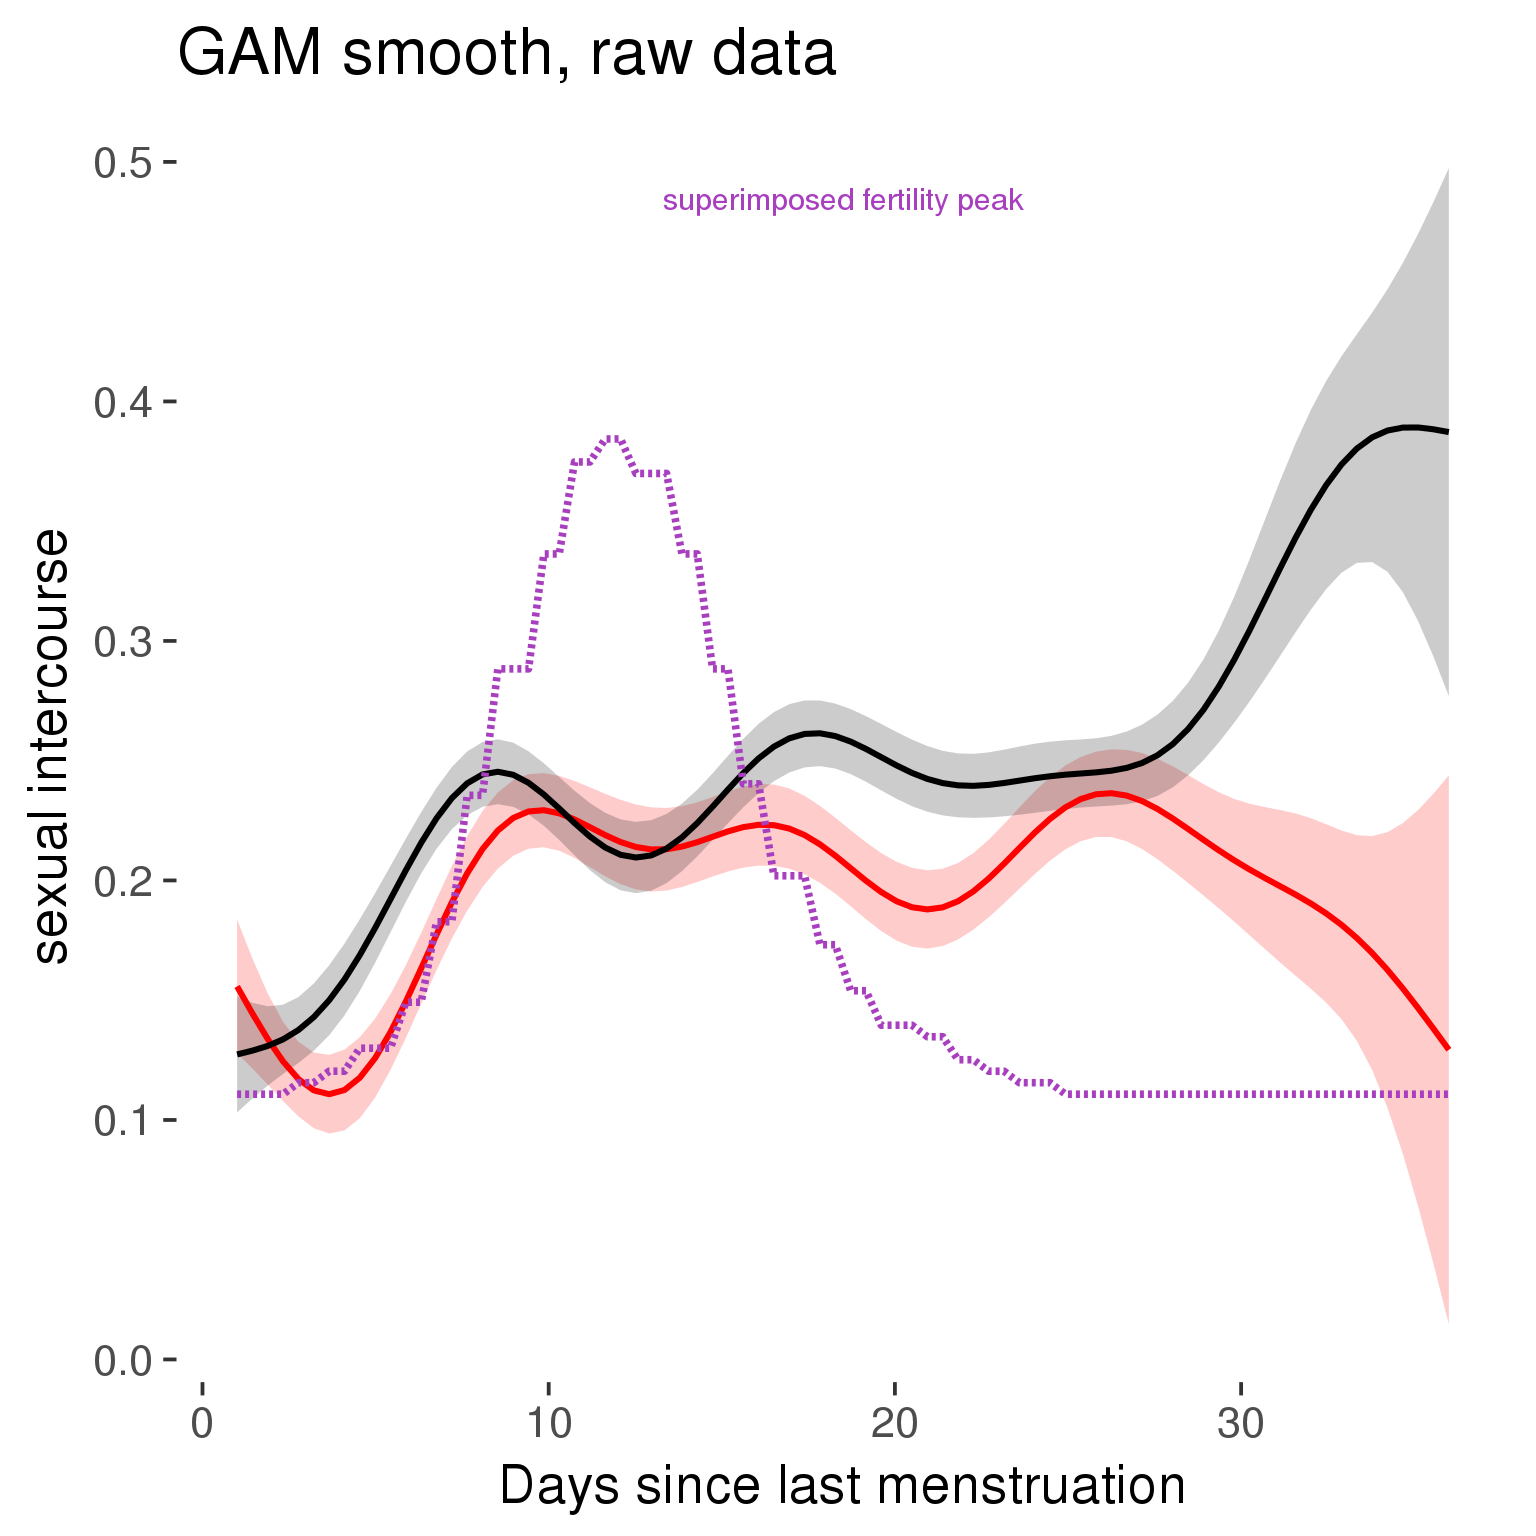 GAM smooth, raw data
superimposed fertility peak
0.5
0.4
0.3
0.2
0.1
0.0
sexual intercourse
0 10 20 30
Days since last menstruation